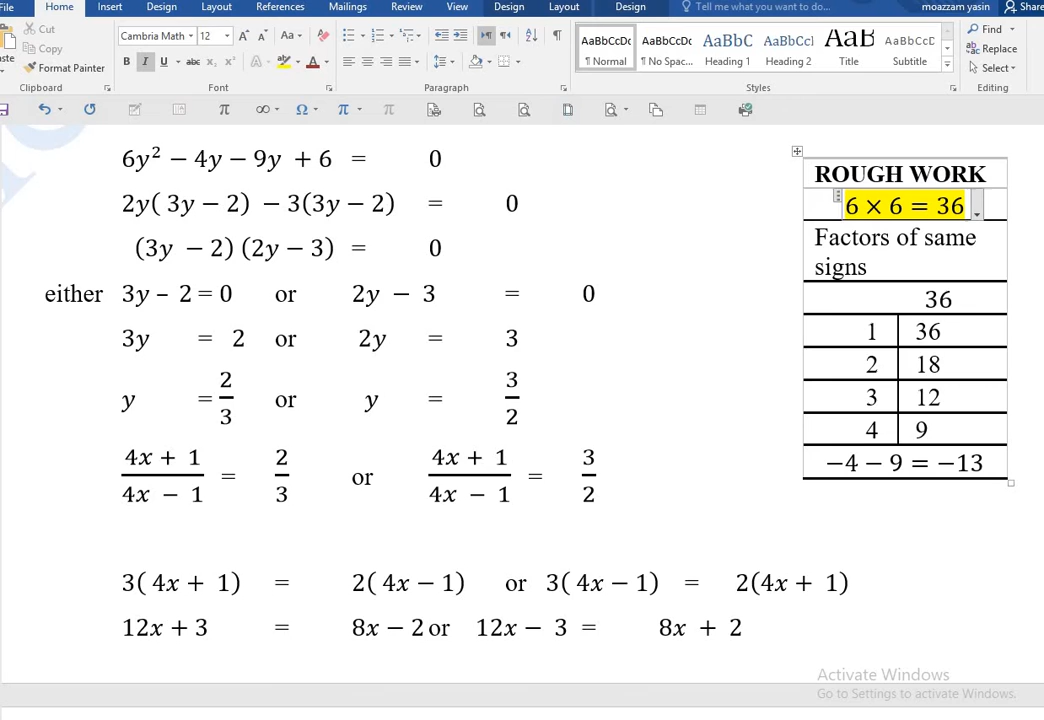 File Home Insert Design Layout References Mailings Review View Design Layout Design Tell me what you want to do... moazzam yasin Share
Cut Cambria Math 12 Aa AaBbCcDc AaBbCcDc AaBbC AaBbCcl AaB AaBbCcD Find
Copy Replace
Format Painter B I U abc x₂ x² A A ¶ Normal ¶ No Spac... Heading 1 Heading 2 Title Subtitle Select
Clipboard Font Paragraph Styles Editing
6y² − 4y − 9y + 6 = 0
2y( 3y − 2) − 3(3y − 2) = 0
(3y − 2) (2y − 3) = 0
either 3y – 2 = 0 or 2y − 3 = 0
3y = 2 or 2y = 3
y = 2/3 or y = 3/2
(4x + 1)/(4x − 1) = 2/3 or (4x + 1)/(4x − 1) = 3/2
3( 4x + 1) = 2( 4x − 1) or 3( 4x − 1) = 2(4x + 1)
12x + 3 = 8x − 2 or 12x − 3 = 8x + 2
ROUGH WORK
6 × 6 = 36
Factors of same
signs
36
1 36
2 18
3 12
4 9
−4 − 9 = −13
Activate Windows
Go to Settings to activate Windows.